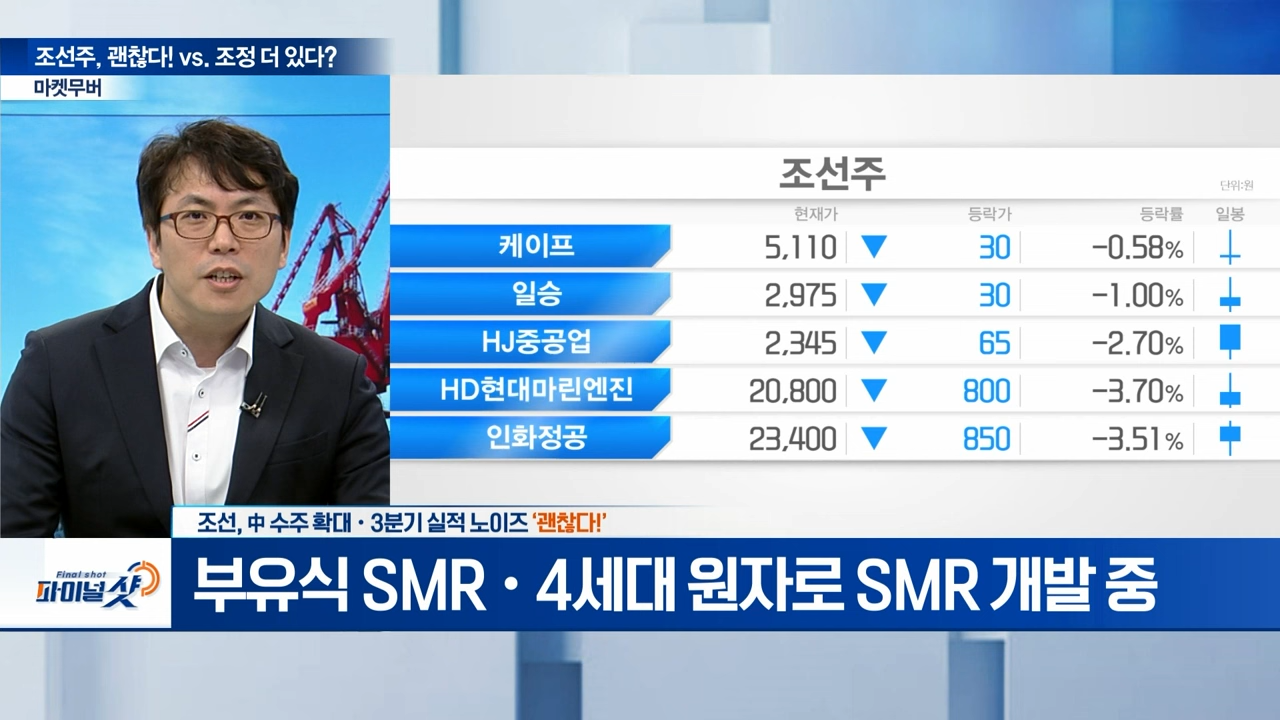 조선주, 괜찮다! vs. 조정 더 있다?
마켓무버
조선주
단위:원
현재가 등락가 등락률 일봉
케이프 5,110 ▼ 30 -0.58%
일승 2,975 ▼ 30 -1.00%
HJ중공업 2,345 ▼ 65 -2.70%
HD현대마린엔진 20,800 ▼ 800 -3.70%
인화정공 23,400 ▼ 850 -3.51%
조선, 中 수주 확대·3분기 실적 노이즈 ‘괜찮다!’
Final shot
파이널샷
부유식 SMR·4세대 원자로 SMR 개발 중